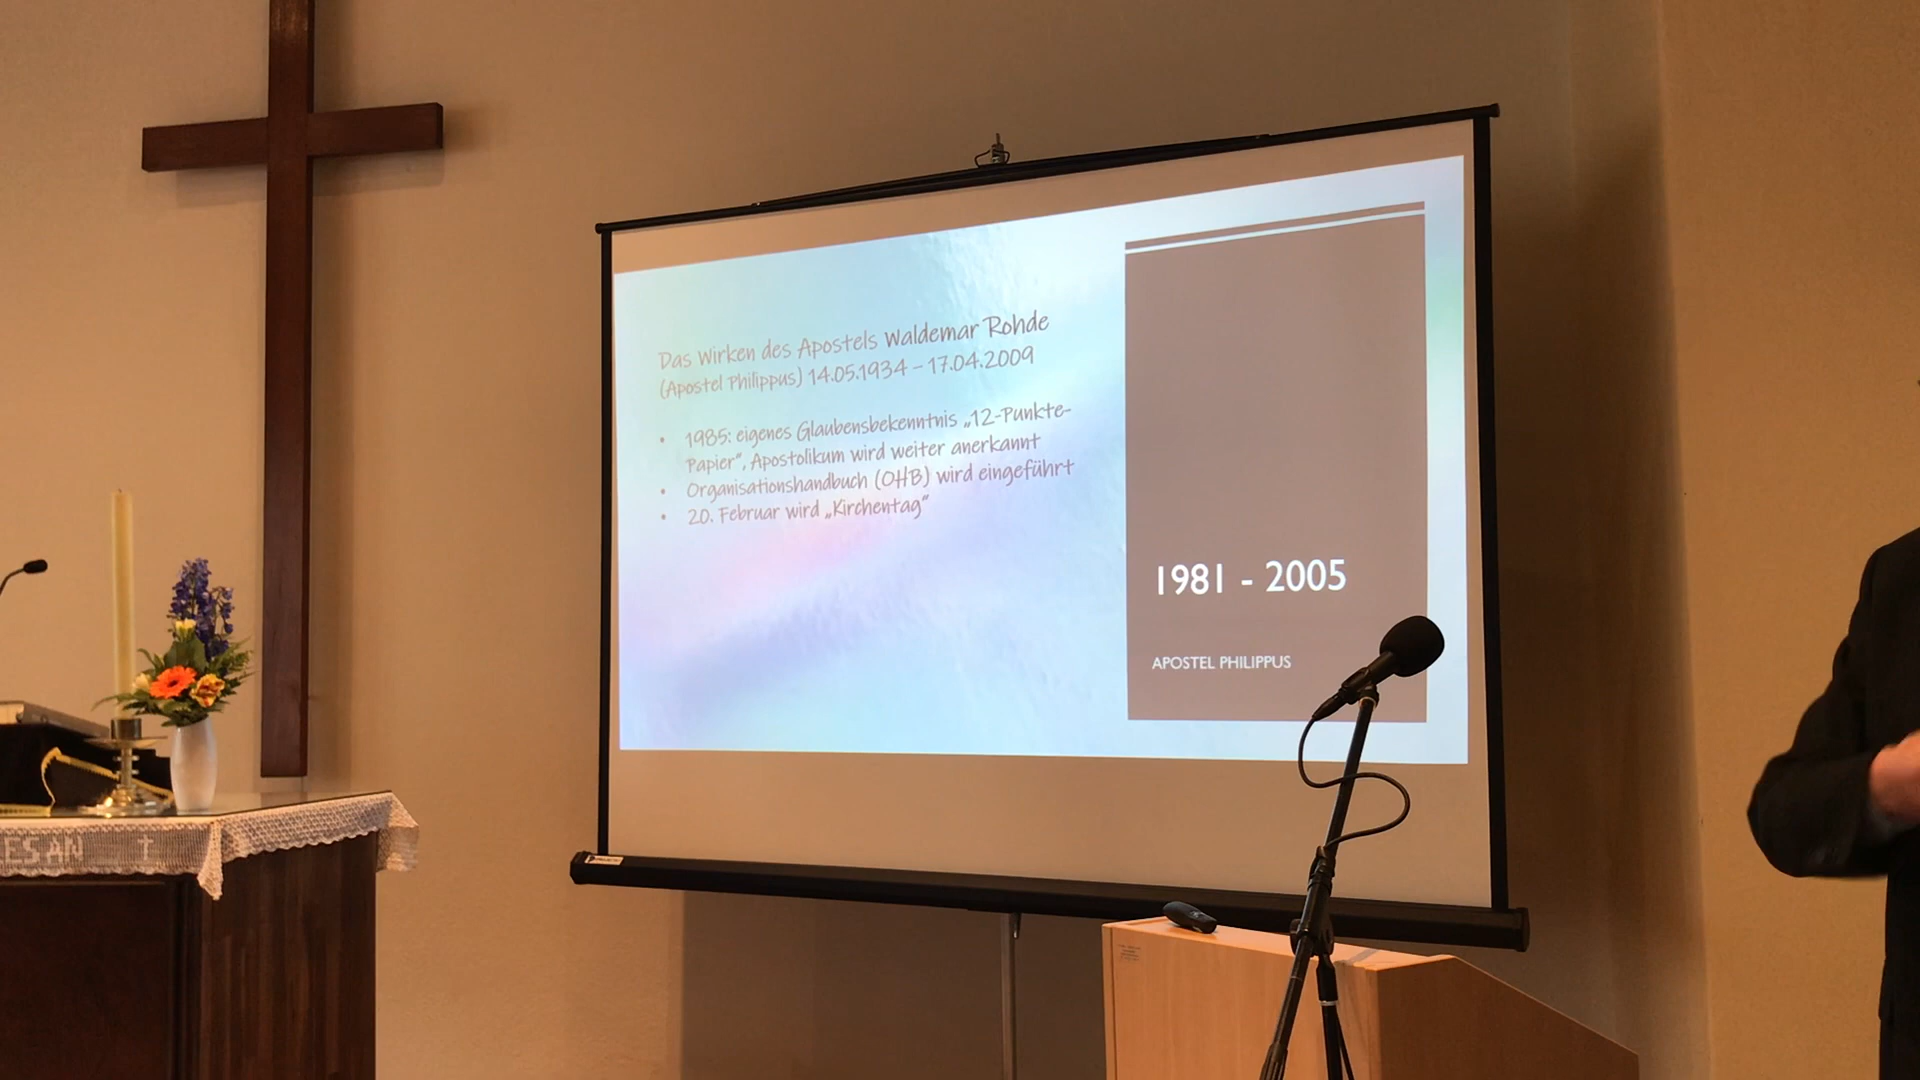 Das Wirken des Apostels Waldemar Rohde
(Apostel Philippus) 14.05.1934 – 17.04.2009
• 1985: eigenes Glaubensbekenntnis „12-Punkte-
Papier“, Apostolikum wird weiter anerkannt
• Organisationshandbuch (OHB) wird eingeführt
• 20. Februar wird „Kirchentag“
1981 - 2005
APOSTEL PHILIPPUS
ESAN